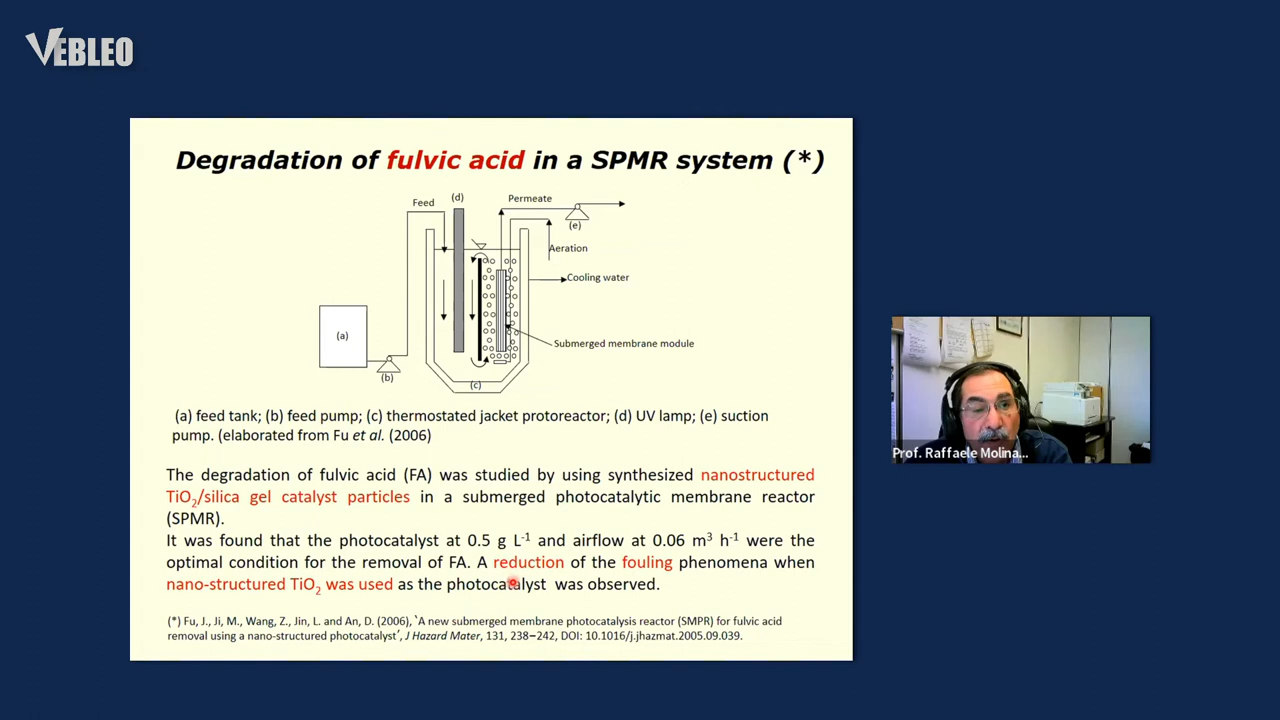 VEBLEO
Degradation of fulvic acid in a SPMR system (*)
Feed
(d)
Permeate
(e)
Aeration
Cooling water
(a)
Submerged membrane module
(b)
(c)
(a) feed tank; (b) feed pump; (c) thermostated jacket protoreactor; (d) UV lamp; (e) suction
pump. (elaborated from Fu et al. (2006)
The degradation of fulvic acid (FA) was studied by using synthesized nanostructured
TiO2/silica gel catalyst particles in a submerged photocatalytic membrane reactor
(SPMR).
It was found that the photocatalyst at 0.5 g L-1 and airflow at 0.06 m3 h-1 were the
optimal condition for the removal of FA. A reduction of the fouling phenomena when
nano-structured TiO2 was used as the photocatalyst was observed.
(*) Fu, J., Ji, M., Wang, Z., Jin, L. and An, D. (2006), ‛A new submerged membrane photocatalysis reactor (SMPR) for fulvic acid
removal using a nano-structured photocatalyst’, J Hazard Mater, 131, 238–242, DOI: 10.1016/j.jhazmat.2005.09.039.
Prof. Raffaele Molina...